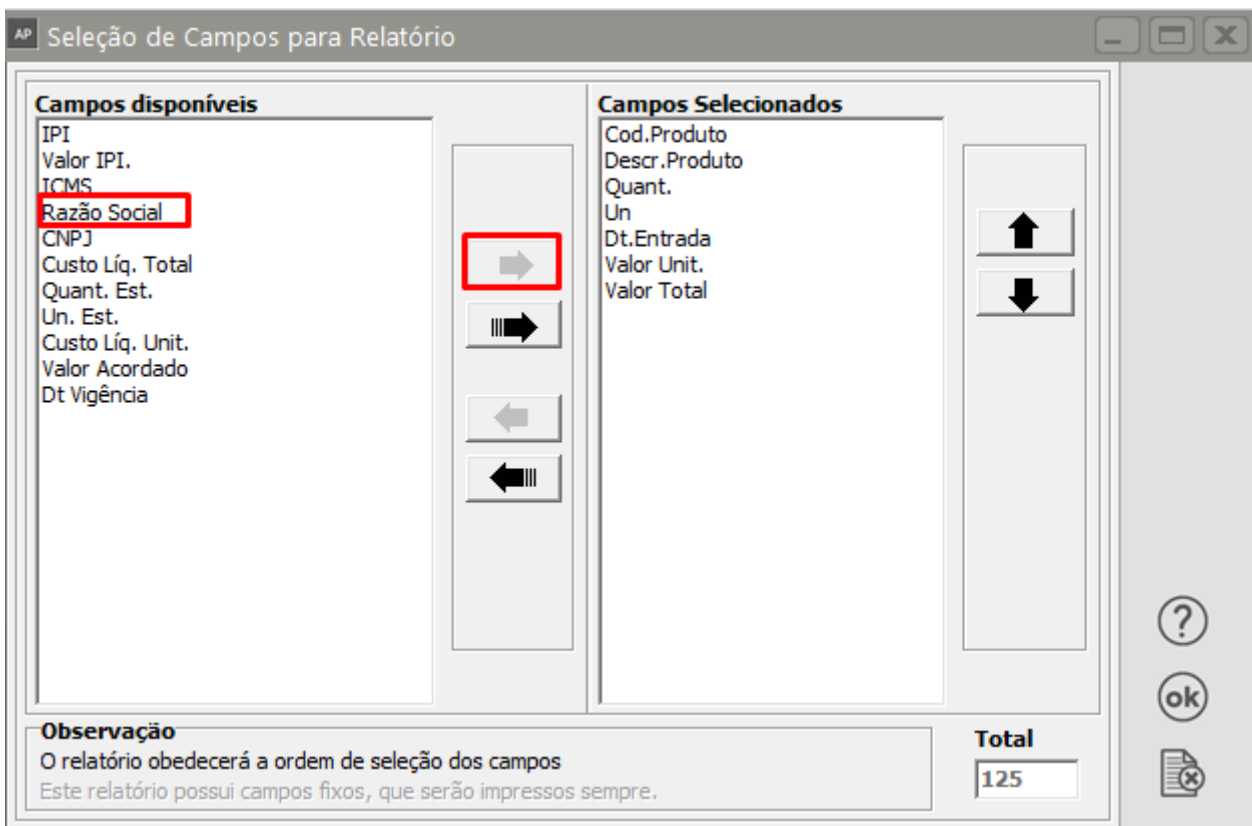 AP Seleção de Campos para Relatório
Campos disponíveis
IPI
Valor IPI.
ICMS
Razão Social
CNPJ
Custo Líq. Total
Quant. Est.
Un. Est.
Custo Líq. Unit.
Valor Acordado
Dt Vigência
Campos Selecionados
Cod.Produto
Descr.Produto
Quant.
Un
Dt.Entrada
Valor Unit.
Valor Total
?
ok
Observação
O relatório obedecerá a ordem de seleção dos campos
Este relatório possui campos fixos, que serão impressos sempre.
Total
125